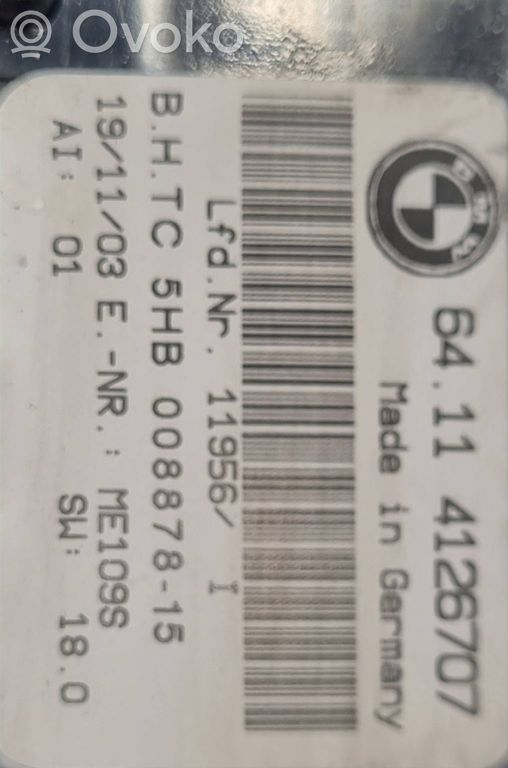 Ovoko
BMW
64.11 4126707
Made in Germany
Lfd.Nr. 11956/ I
B.H.TC 5HB 008878-15
19/11/03 E.-NR.: ME109S
AI: 01 SW: 18.0